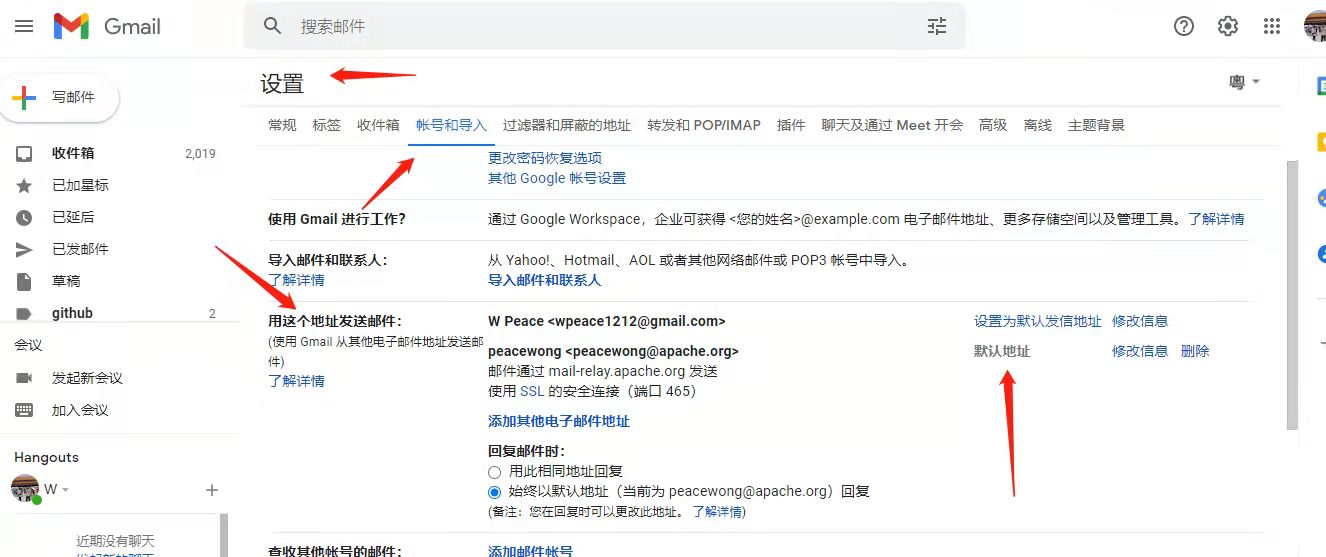 Gmail
搜索邮件
写邮件
收件箱 2,019
已加星标
已延后
已发邮件
草稿
github 2
会议
发起新会议
加入会议
Hangouts
W
近期没有聊天
发起新的聊天
设置
粤
常规 标签 收件箱 帐号和导入 过滤器和屏蔽的地址 转发和 POP/IMAP 插件 聊天及通过 Meet 开会 高级 离线 主题背景
更改密码恢复选项
其他 Google 帐号设置
使用 Gmail 进行工作? 通过 Google Workspace，企业可获得 <您的姓名>@example.com 电子邮件地址、更多存储空间以及管理工具。了解详情
导入邮件和联系人： 从 Yahoo!、Hotmail、AOL 或者其他网络邮件或 POP3 帐号中导入。
了解详情 导入邮件和联系人
用这个地址发送邮件： W Peace <wpeace1212@gmail.com> 设置为默认发信地址 修改信息
(使用 Gmail 从其他电子邮件地址发送邮件)
了解详情
peacewong <peacewong@apache.org> 默认地址 修改信息 删除
邮件通过 mail-relay.apache.org 发送
使用 SSL 的安全连接（端口 465）
添加其他电子邮件地址
回复邮件时：
用此相同地址回复
始终以默认地址（当前为 peacewong@apache.org）回复
(备注：您在回复时可以更改此地址。 了解详情)
查收其他帐号的邮件： 添加邮件帐号